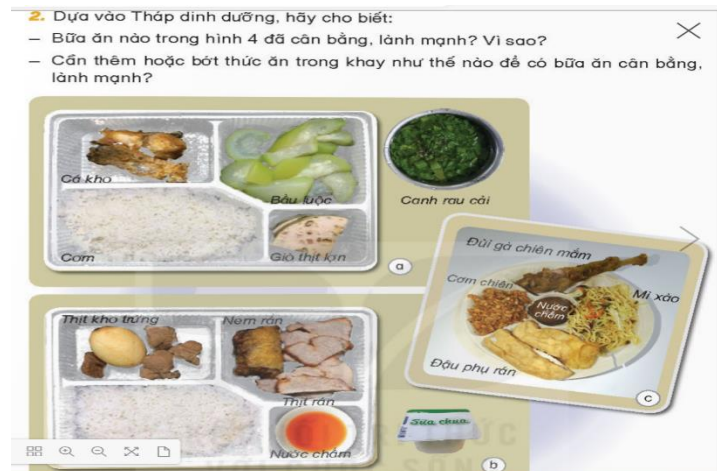 2. Dựa vào Tháp dinh dưỡng, hãy cho biết:
– Bữa ăn nào trong hình 4 đã cân bằng, lành mạnh? Vì sao?
– Cần thêm hoặc bớt thức ăn trong khay như thế nào để có bữa ăn cân bằng,
lành mạnh?
Cá kho
Bầu luộc
Canh rau cải
Cơm
Giò thịt lợn
a
Đùi gà chiên mắm
Cơm chiên
Mì xào
Nước
chấm
Đậu phụ rán
c
Thịt kho trứng
Nem rán
Thịt rán
Nước chấm
Sữa chua
b